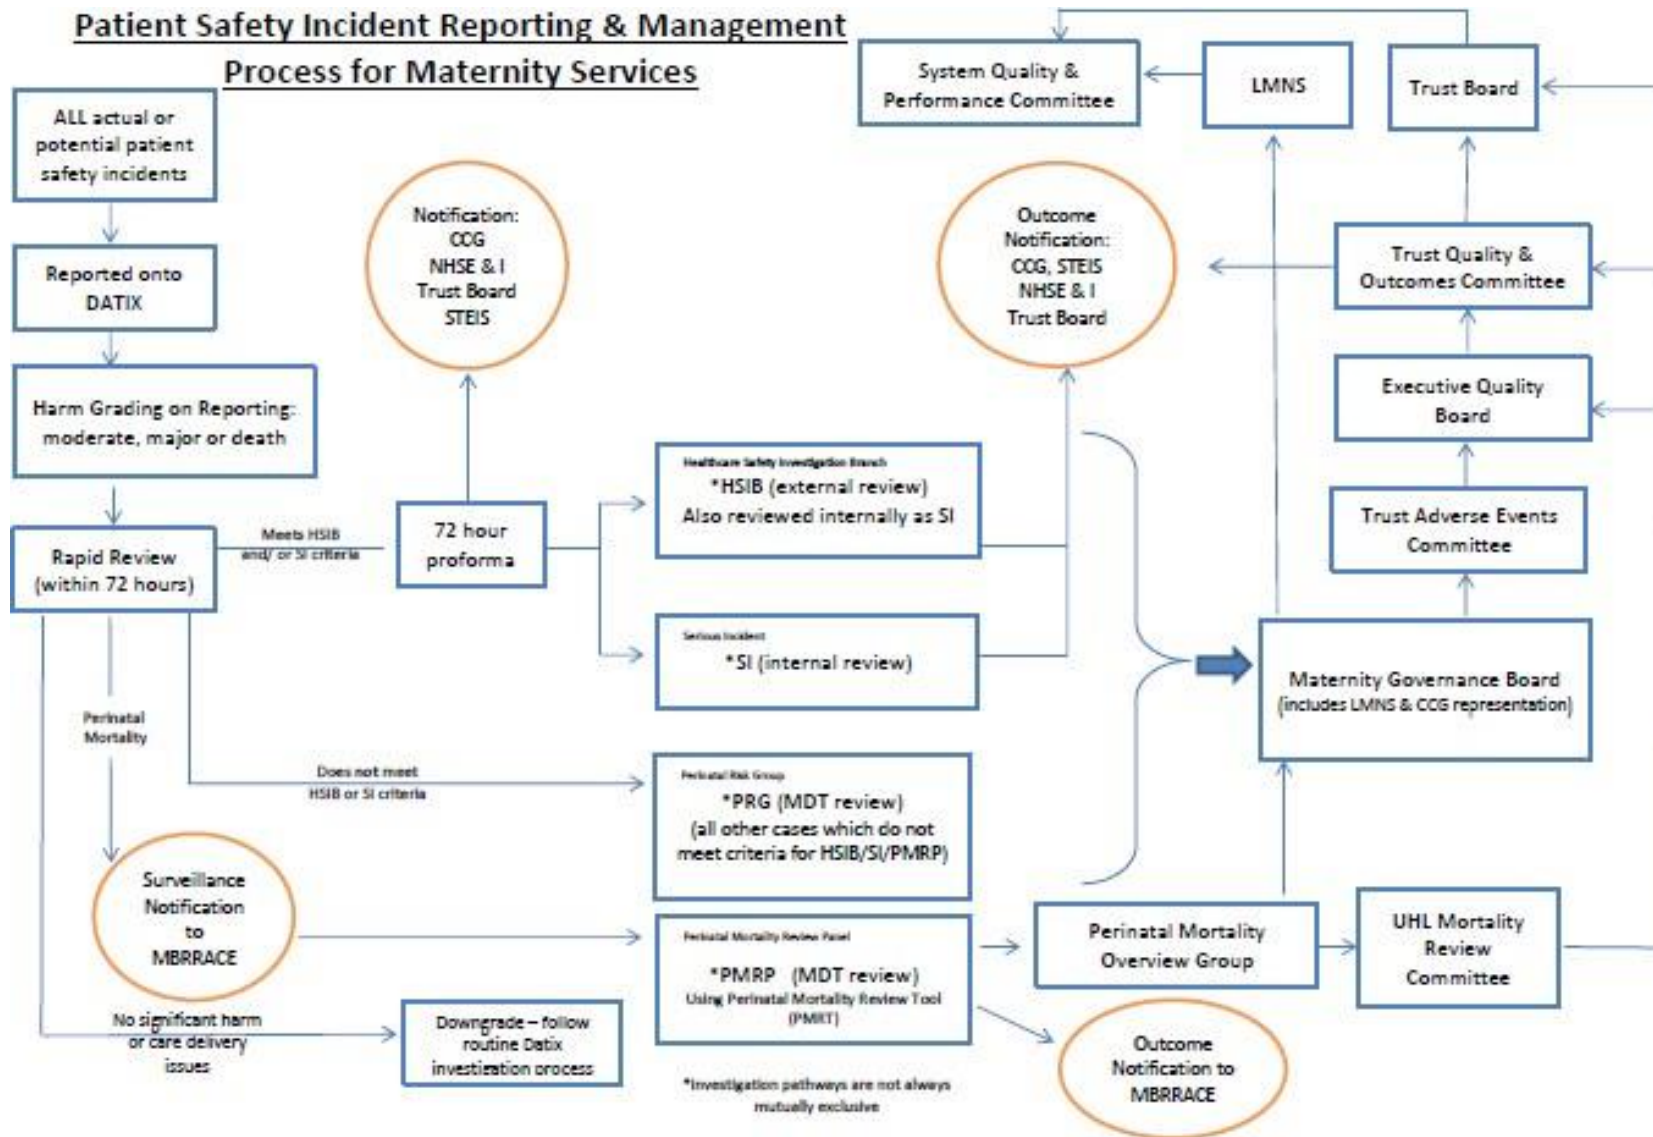 Patient Safety Incident Reporting & Management
Process for Maternity Services
ALL actual or
potential patient
safety incidents
Reported onto
DATIX
Harm Grading on Reporting:
moderate, major or death
Rapid Review
(within 72 hours)
Meets HSIB
and/ or SI criteria
72 hour
proforma
Notification:
CCG
NHSE & I
Trust Board
STEIS
Healthcare Safety Investigation Branch
*HSIB (external review)
Also reviewed internally as SI
Serious Incident
*SI (internal review)
Perinatal
Mortality
Does not meet
HSIB or SI criteria
Perinatal Risk Group
*PRG (MDT review)
(all other cases which do not
meet criteria for HSIB/SI/PMRP)
Surveillance
Notification
to
MBRRACE
Perinatal Mortality Review Panel
*PMRP (MDT review)
Using Perinatal Mortality Review Tool
(PMRT)
No significant harm
or care delivery
issues
Downgrade – follow
routine Datix
investigation process
*Investigation pathways are not always
mutually exclusive
Outcome
Notification to
MBRRACE
Perinatal Mortality
Overview Group
UHL Mortality
Review
Committee
Maternity Governance Board
(includes LMNS & CCG representation)
Trust Adverse Events
Committee
Executive Quality
Board
Trust Quality &
Outcomes Committee
Outcome
Notification:
CCG, STEIS
NHSE & I
Trust Board
Trust Board
LMNS
System Quality &
Performance Committee